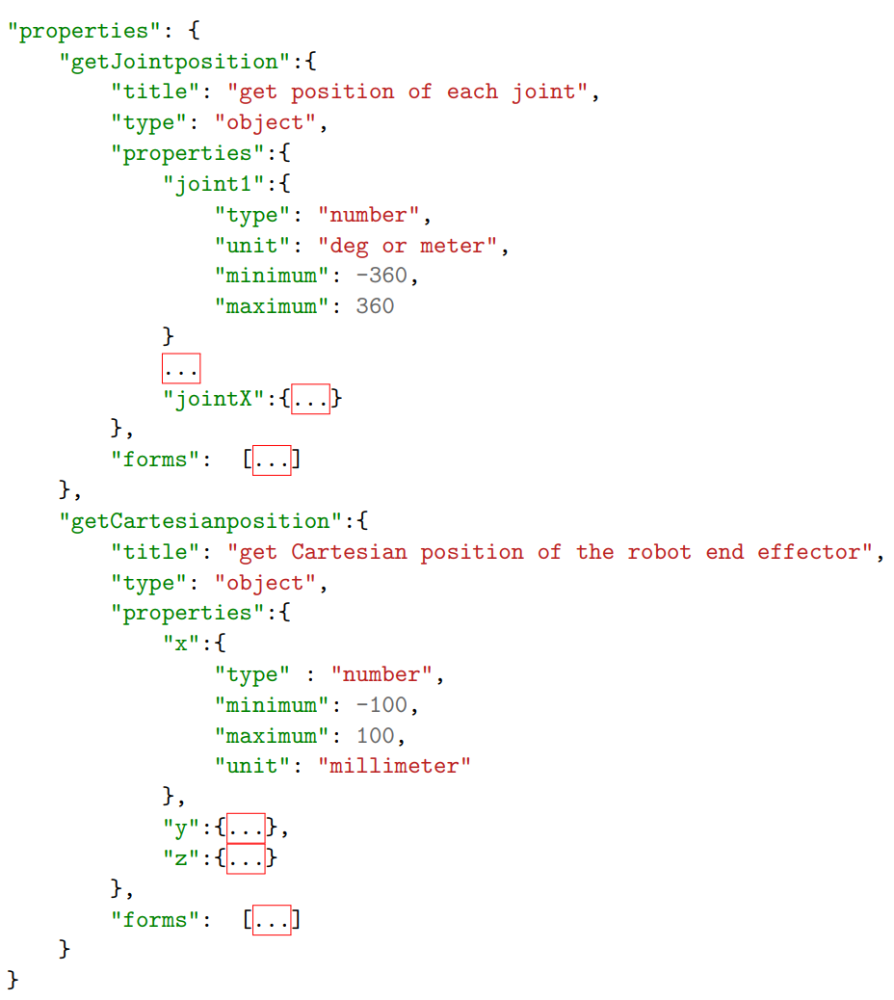 "properties": {
    "getJointposition":{
        "title": "get position of each joint",
        "type": "object",
        "properties":{
            "joint1":{
                "type": "number",
                "unit": "deg or meter",
                "minimum": -360,
                "maximum": 360
            }
            ...
            "jointX":{...}
        },
        "forms":  [...]
    },
    "getCartesianposition":{
        "title": "get Cartesian position of the robot end effector",
        "type": "object",
        "properties":{
            "x":{
                "type" : "number",
                "minimum": -100,
                "maximum": 100,
                "unit": "millimeter"
            },
            "y":{...},
            "z":{...}
        },
        "forms":  [...]
    }
}